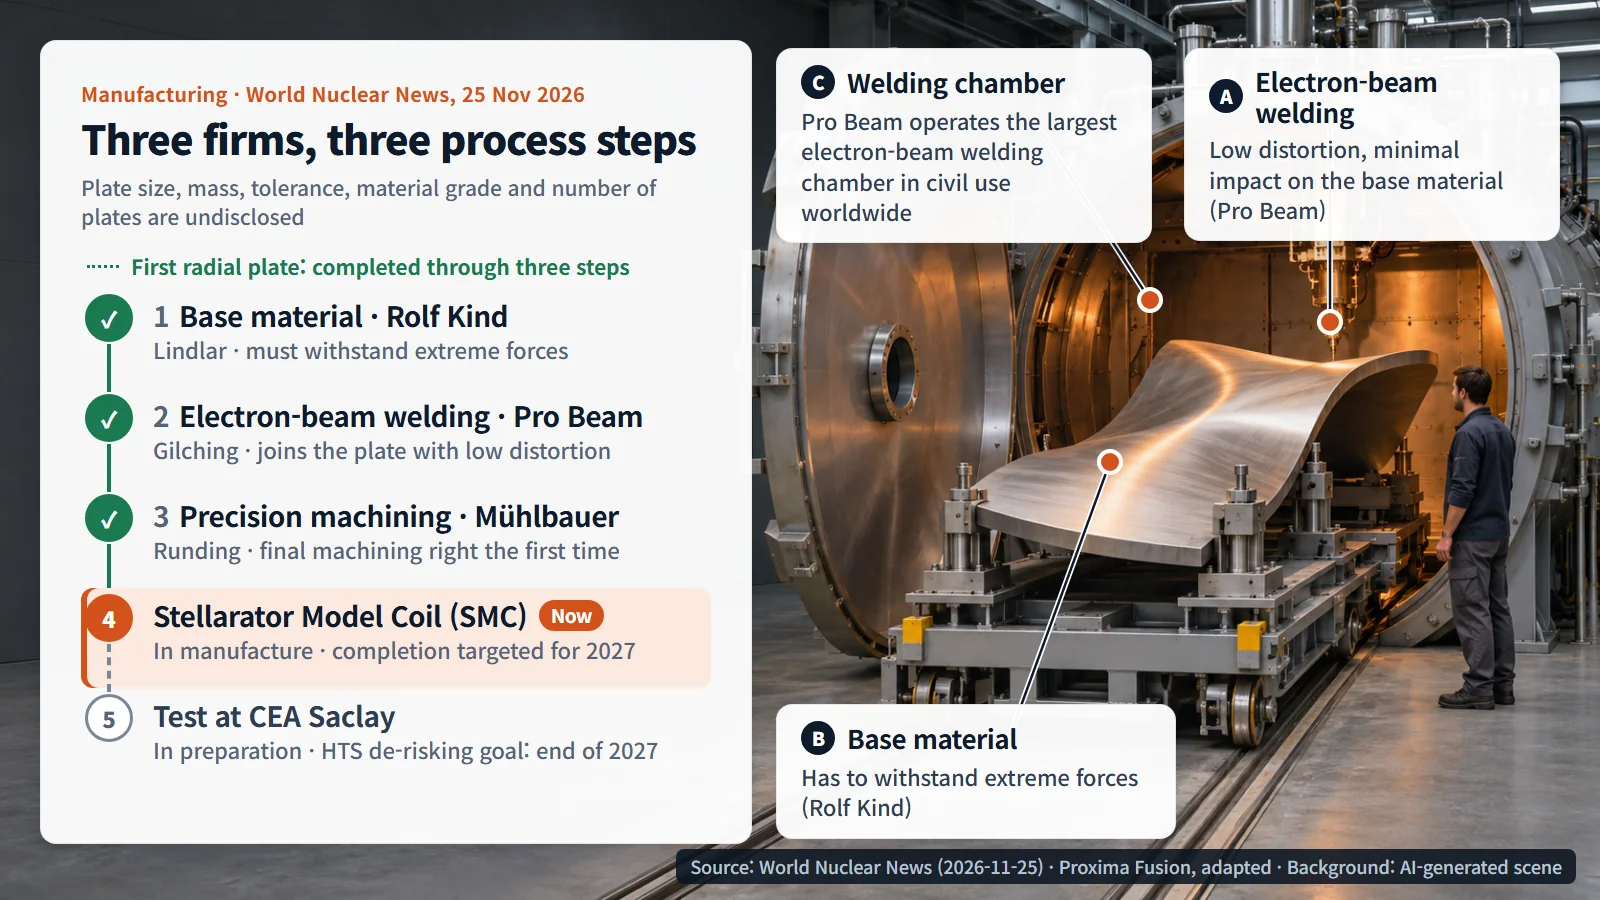 Manufacturing · World Nuclear News, 25 Nov 2026
Three firms, three process steps
Plate size, mass, tolerance, material grade and number of
plates are undisclosed
First radial plate: completed through three steps
✓
1 Base material · Rolf Kind
Lindlar · must withstand extreme forces
✓
2 Electron-beam welding · Pro Beam
Gilching · joins the plate with low distortion
✓
3 Precision machining · Mühlbauer
Runding · final machining right the first time
4
Stellarator Model Coil (SMC) Now
In manufacture · completion targeted for 2027
5
Test at CEA Saclay
In preparation · HTS de-risking goal: end of 2027
C Welding chamber
Pro Beam operates the largest
electron-beam welding
chamber in civil use
worldwide
A Electron-beam
welding
Low distortion, minimal
impact on the base material
(Pro Beam)
B Base material
Has to withstand extreme forces
(Rolf Kind)
Source: World Nuclear News (2026-11-25) · Proxima Fusion, adapted · Background: AI-generated scene